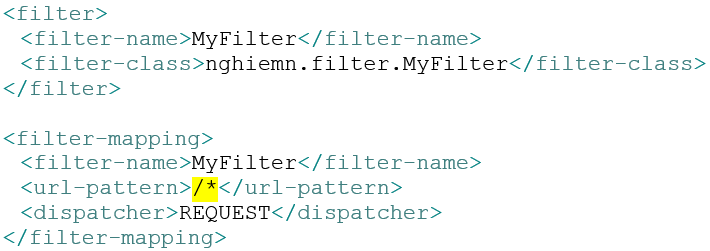 <filter>
<filter-name>MyFilter</filter-name>
<filter-class>nghiemn.filter.MyFilter</filter-class>
</filter>
<filter-mapping>
<filter-name>MyFilter</filter-name>
<url-pattern>/*</url-pattern>
<dispatcher>REQUEST</dispatcher>
</filter-mapping>